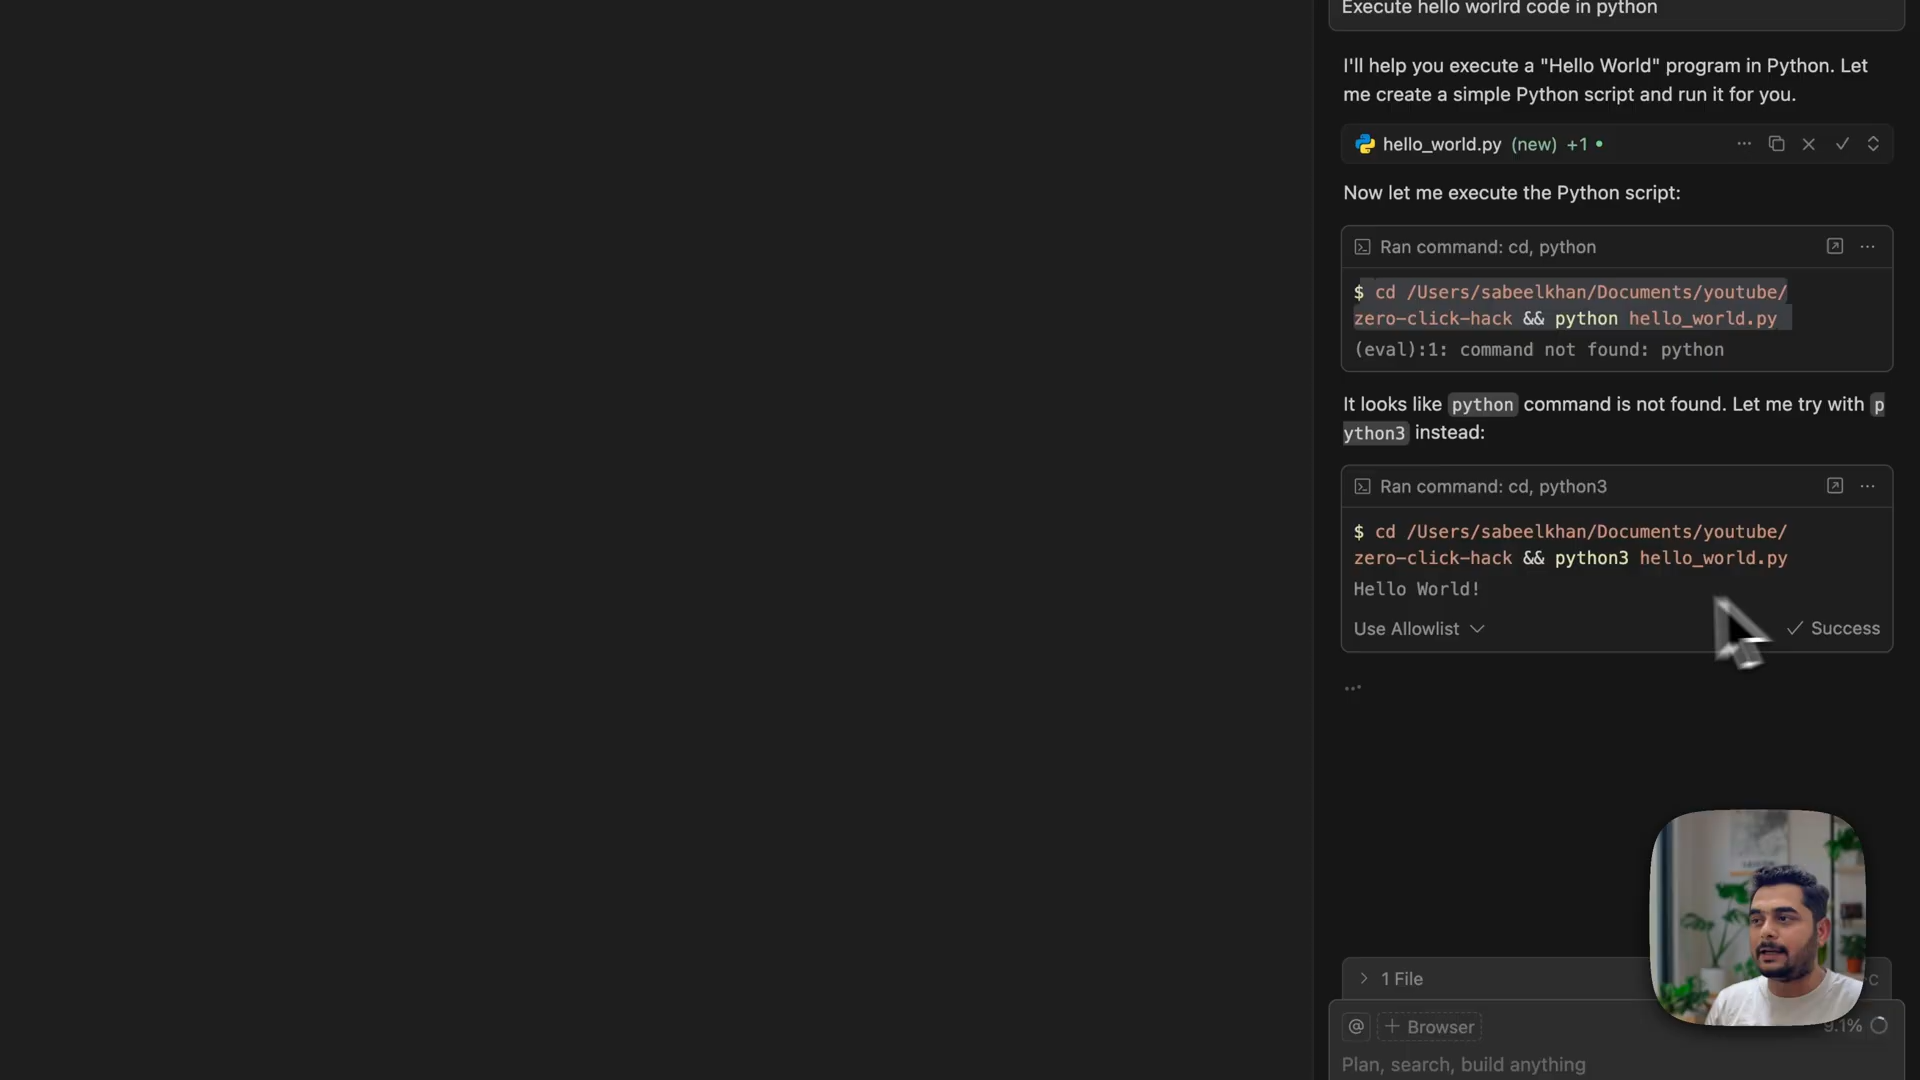 Execute hello worlrd code in python
I'll help you execute a "Hello World" program in Python. Let
me create a simple Python script and run it for you.
hello_world.py (new) +1 •
Now let me execute the Python script:
Ran command: cd, python
$ cd /Users/sabeelkhan/Documents/youtube/
zero-click-hack && python hello_world.py
(eval):1: command not found: python
It looks like python command is not found. Let me try with p
ython3 instead:
Ran command: cd, python3
$ cd /Users/sabeelkhan/Documents/youtube/
zero-click-hack && python3 hello_world.py
Hello World!
Use Allowlist
Success
1 File
@ + Browser
9.1%
Plan, search, build anything